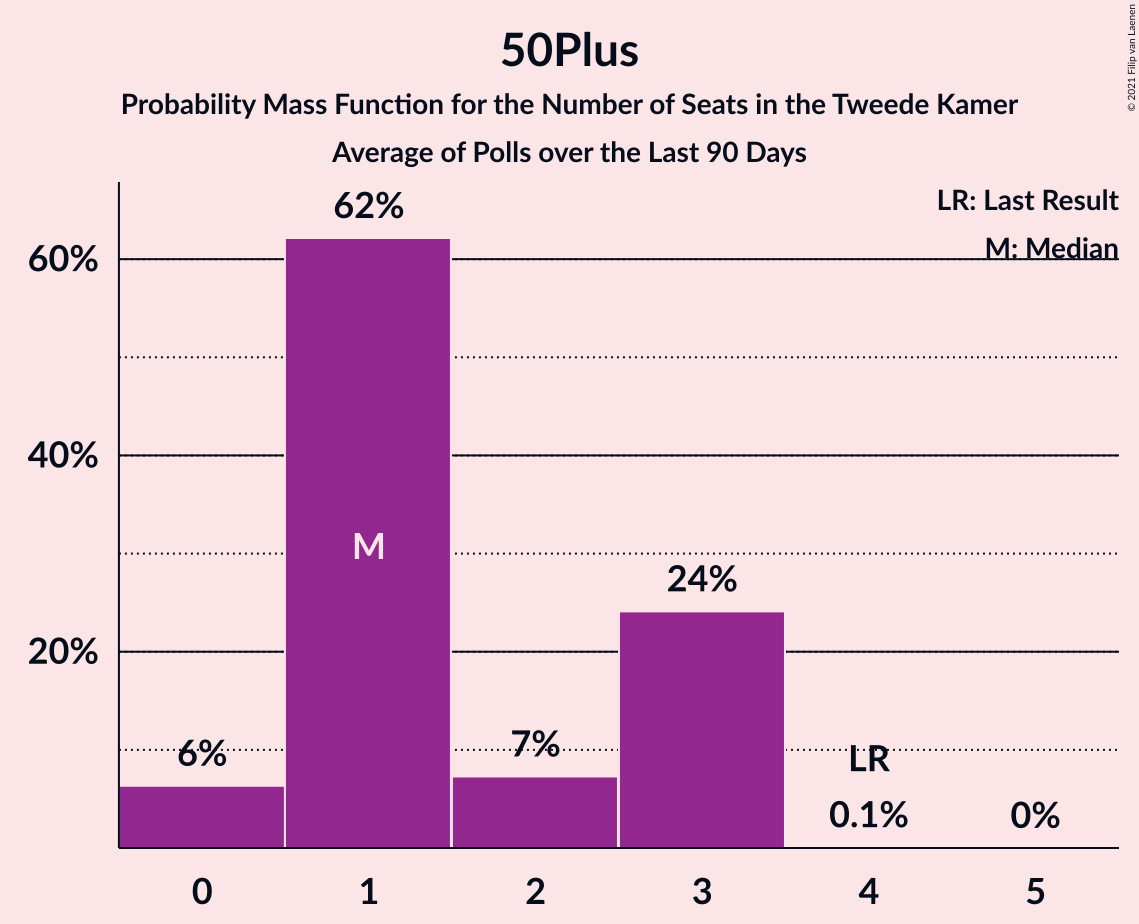 50Plus
Probability Mass Function for the Number of Seats in the Tweede Kamer
Average of Polls over the Last 90 Days
© 2021 Filip van Laenen
LR: Last Result
M: Median
62%
60%
40%
M
24%
20%
6%
7%
LR
0.1%
0%
0 1 2 3 4 5